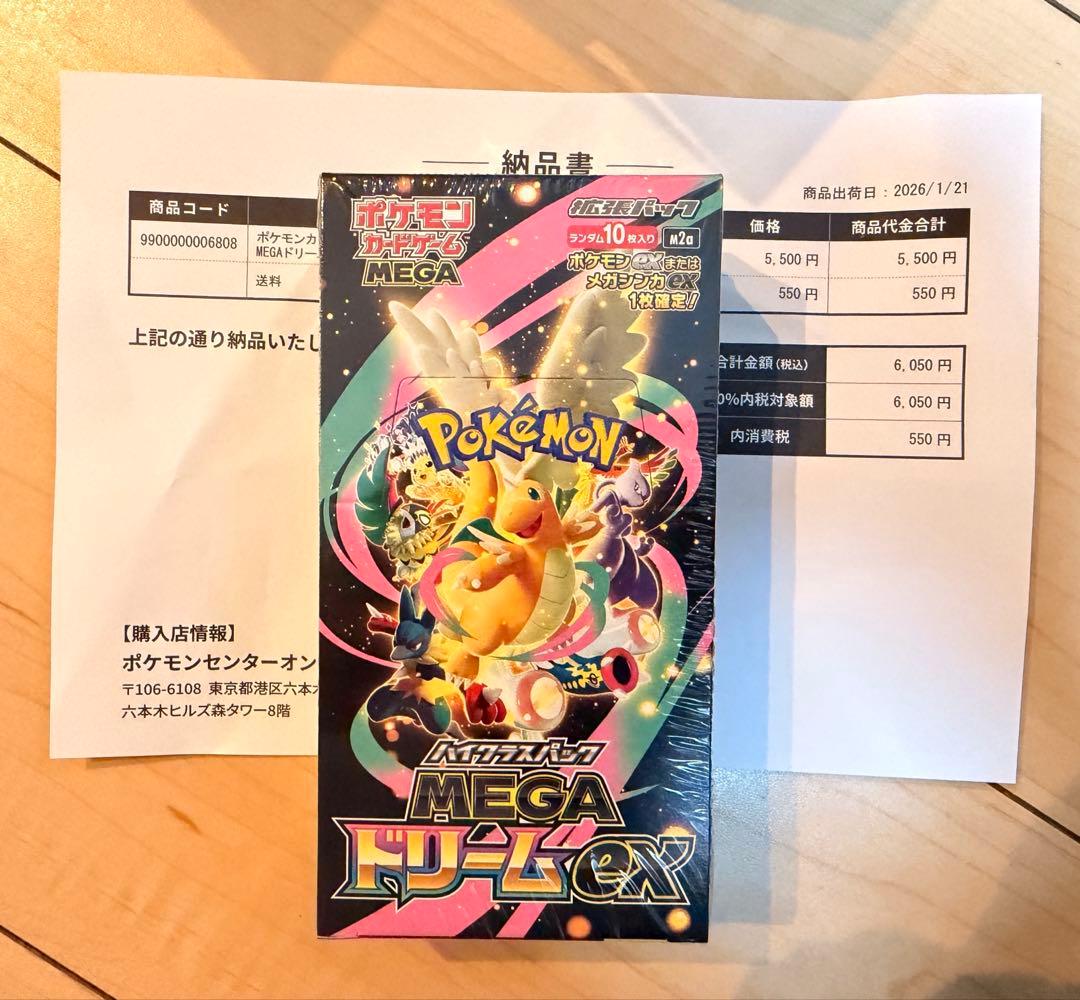 納品書
商品出荷日：2026/1/21
商品コード
価格
商品代金合計
9900000006808
ポケモンカ
MEGAドリー
5,500 円
5,500 円
送料
550 円
550 円
上記の通り納品いたし
合計金額(税込)
6,050 円
0%内税対象額
6,050 円
内消費税
550 円
【購入店情報】
ポケモンセンターオン
〒106-6108 東京都港区六本
六本木ヒルズ森タワー8階
ポケモン
カードゲーム
MEGA
拡張パック
ランダム10枚入り
M2a
ポケモンexまたは
メガシンカex
1枚確定!
POKéMON
ハイクラスパック
MEGA
ドリームex